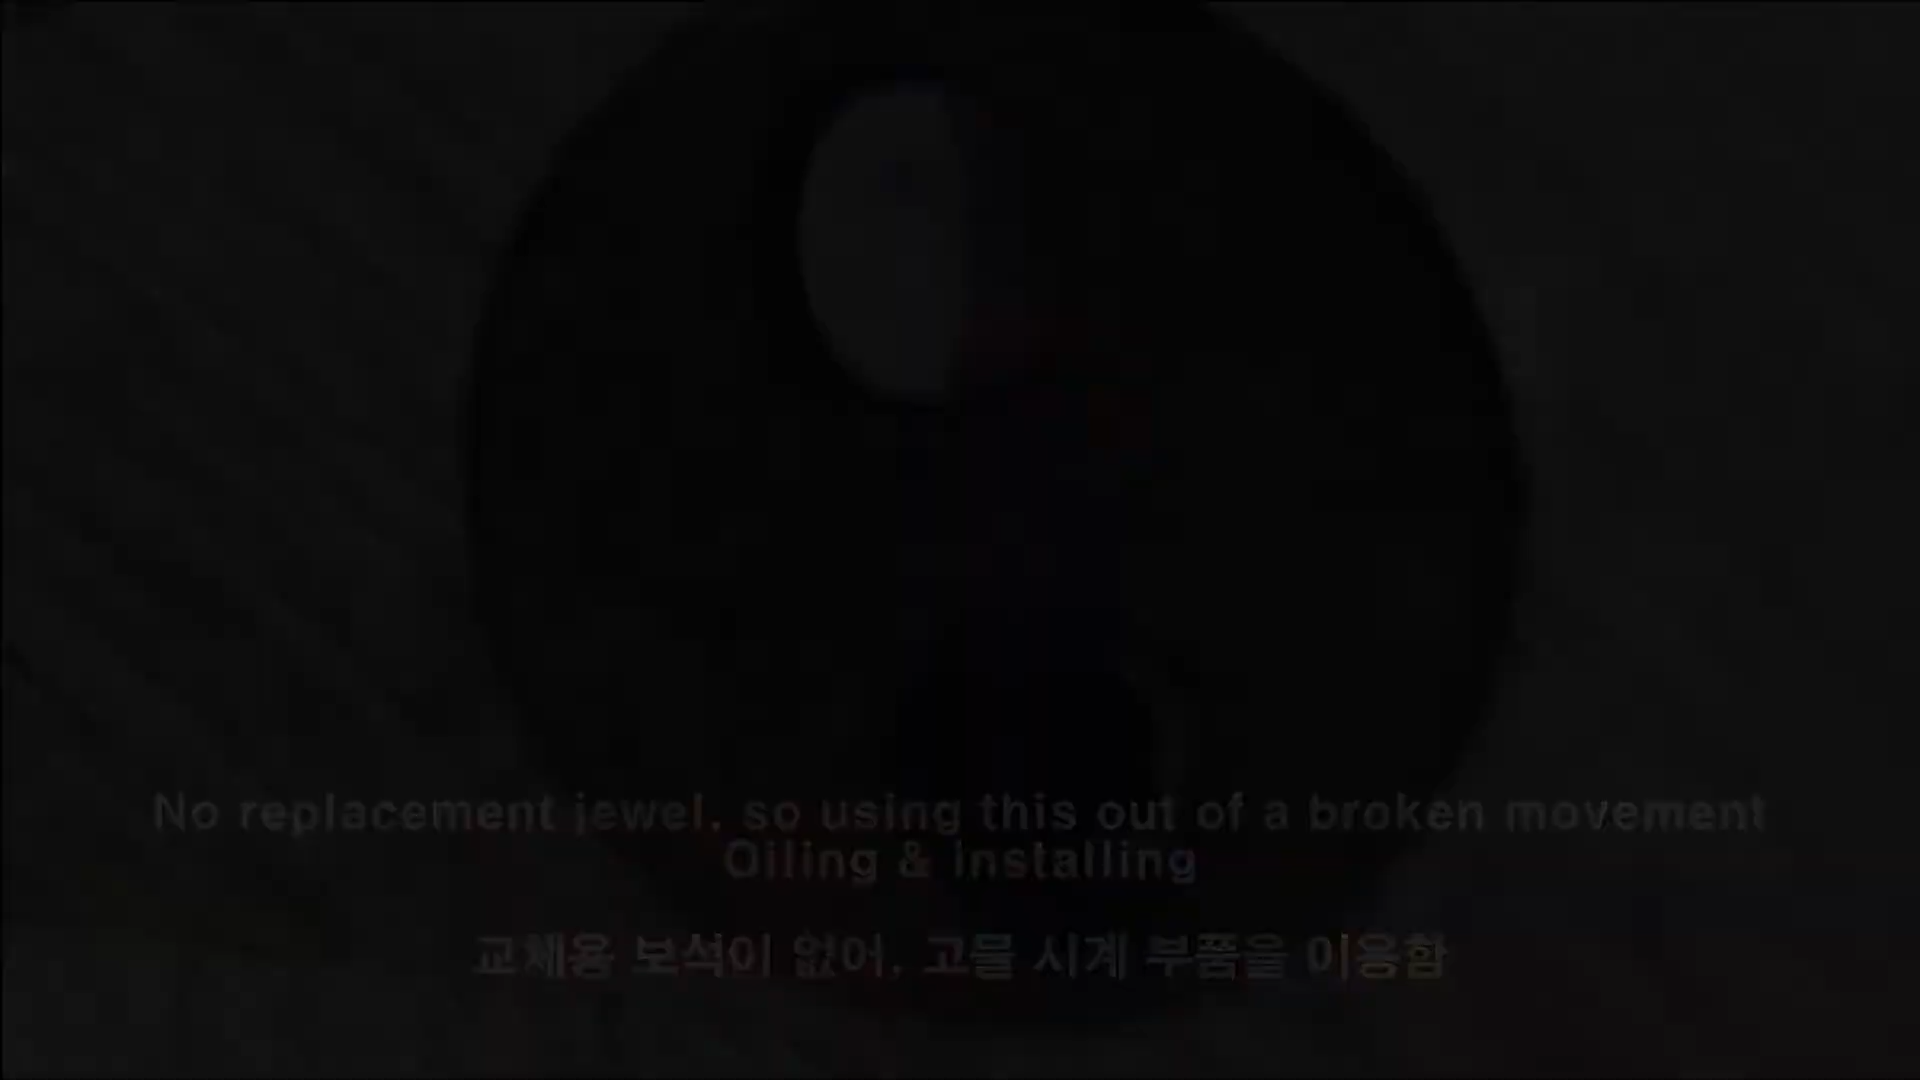 No replacement jewel, so using this out of a broken movement
Oiling & Installing
교체용 보석이 없어, 고물 시계 부품을 이용함